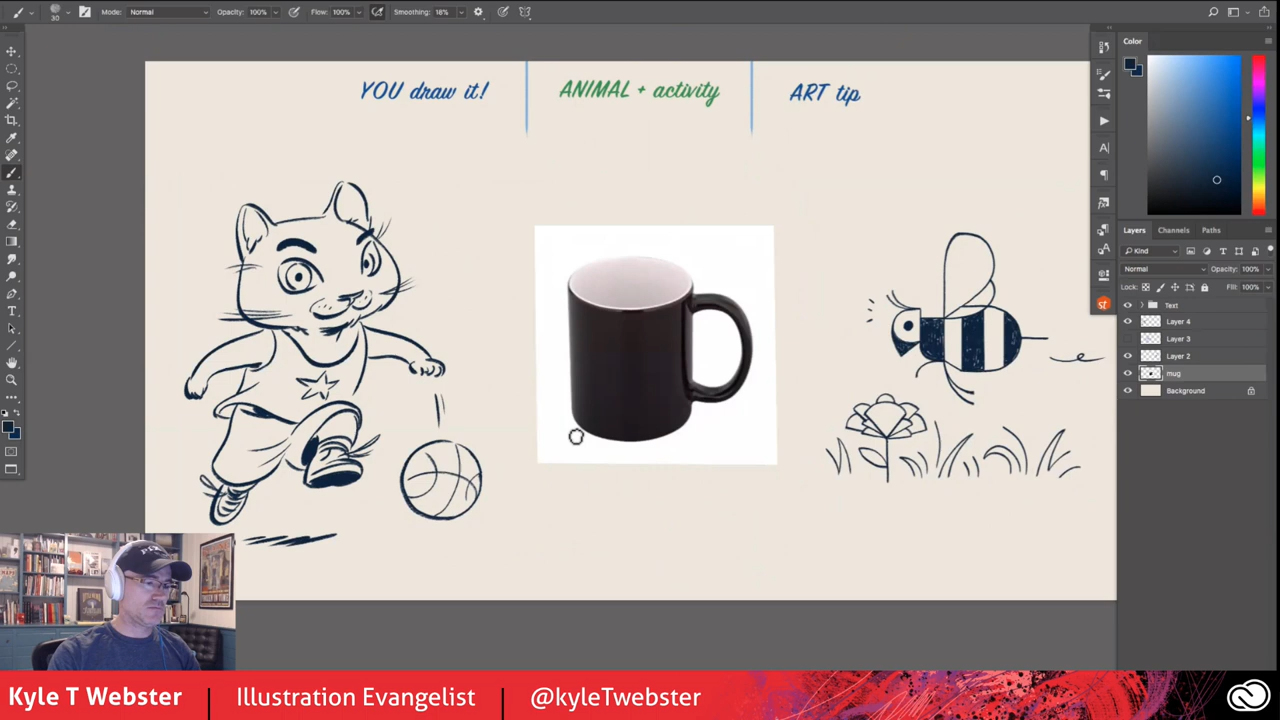 30
Mode: Normal
Opacity: 100%
Flow: 100%
Smoothing: 18%
YOU draw it!
ANIMAL + activity
ART tip
Color
Layers
Channels
Paths
Kind
Normal
Opacity: 100%
Lock:
Fill: 100%
Text
Layer 4
Layer 3
Layer 2
mug
Background
st
Kyle T Webster
Illustration Evangelist
@kyleTwebster